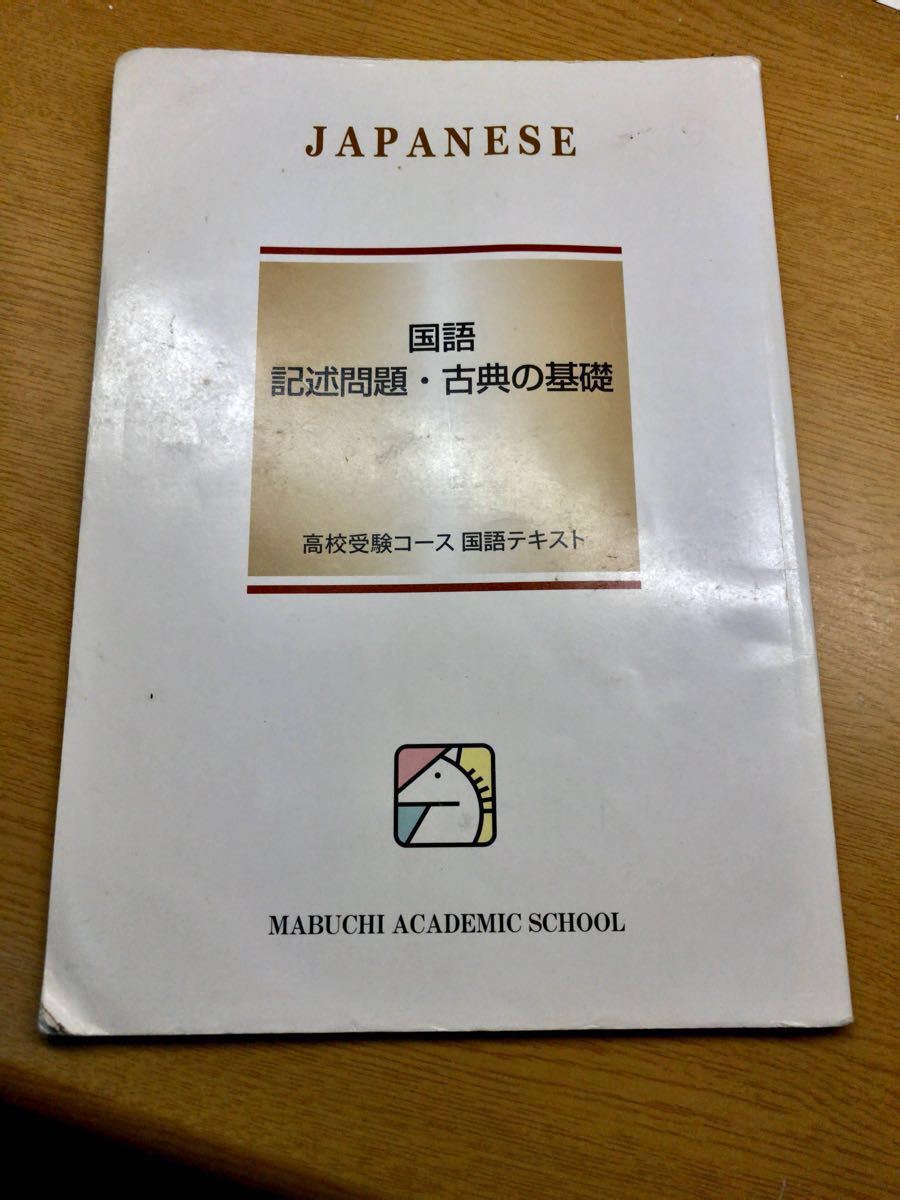 JAPANESE
国語
記述問題・古典の基礎
高校受験コース 国語テキスト
MABUCHI ACADEMIC SCHOOL